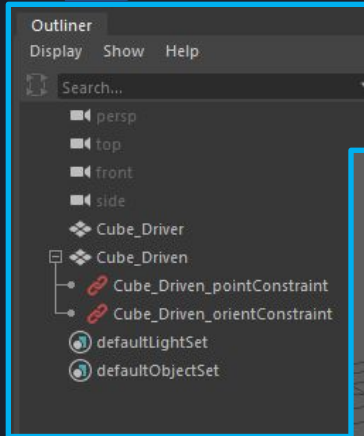 Outliner
Display Show Help
Search...
persp
top
front
side
Cube_Driver
Cube_Driven
Cube_Driven_pointConstraint
Cube_Driven_orientConstraint
defaultLightSet
defaultObjectSet